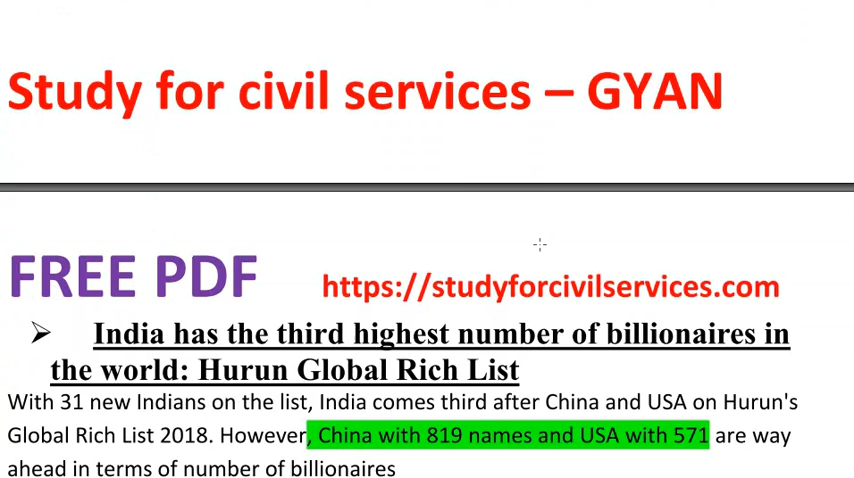 Study for civil services – GYAN
FREE PDF https://studyforcivilservices.com
➢ India has the third highest number of billionaires in
the world: Hurun Global Rich List
With 31 new Indians on the list, India comes third after China and USA on Hurun's
Global Rich List 2018. However, China with 819 names and USA with 571 are way
ahead in terms of number of billionaires